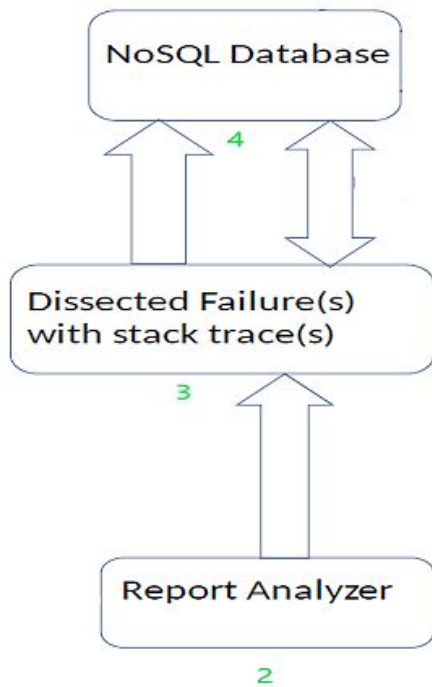 NoSQL Database
4
Dissected Failure(s)
with stack trace(s)
3
Report Analyzer
2